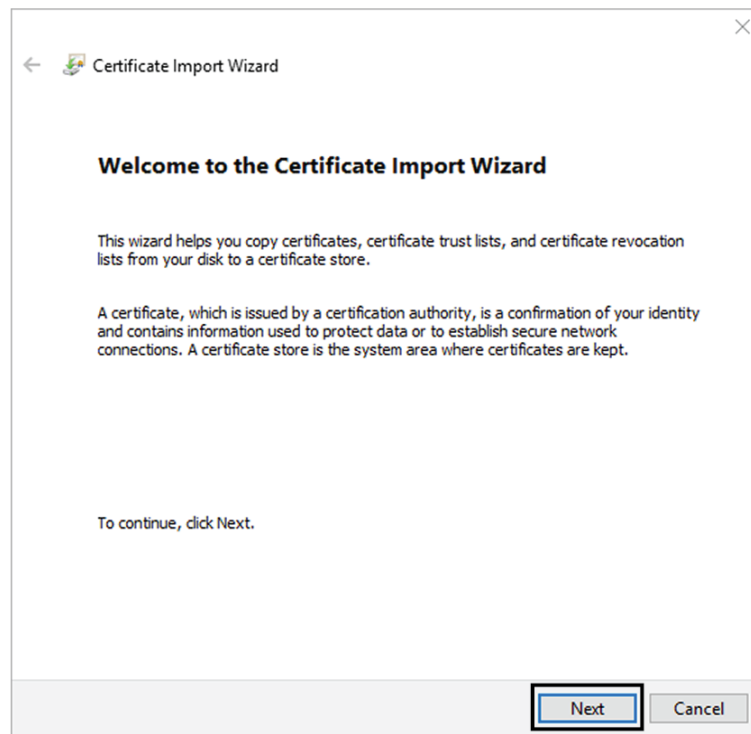 Certificate Import Wizard
Welcome to the Certificate Import Wizard
This wizard helps you copy certificates, certificate trust lists, and certificate revocation
lists from your disk to a certificate store.
A certificate, which is issued by a certification authority, is a confirmation of your identity
and contains information used to protect data or to establish secure network
connections. A certificate store is the system area where certificates are kept.
To continue, click Next.
Next Cancel